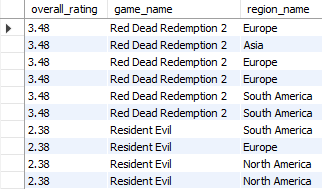 overall_rating game_name region_name
3.48 Red Dead Redemption 2 Europe
3.48 Red Dead Redemption 2 Asia
3.48 Red Dead Redemption 2 Europe
3.48 Red Dead Redemption 2 Europe
3.48 Red Dead Redemption 2 South America
3.48 Red Dead Redemption 2 South America
2.38 Resident Evil South America
2.38 Resident Evil Europe
2.38 Resident Evil North America
2.38 Resident Evil North America